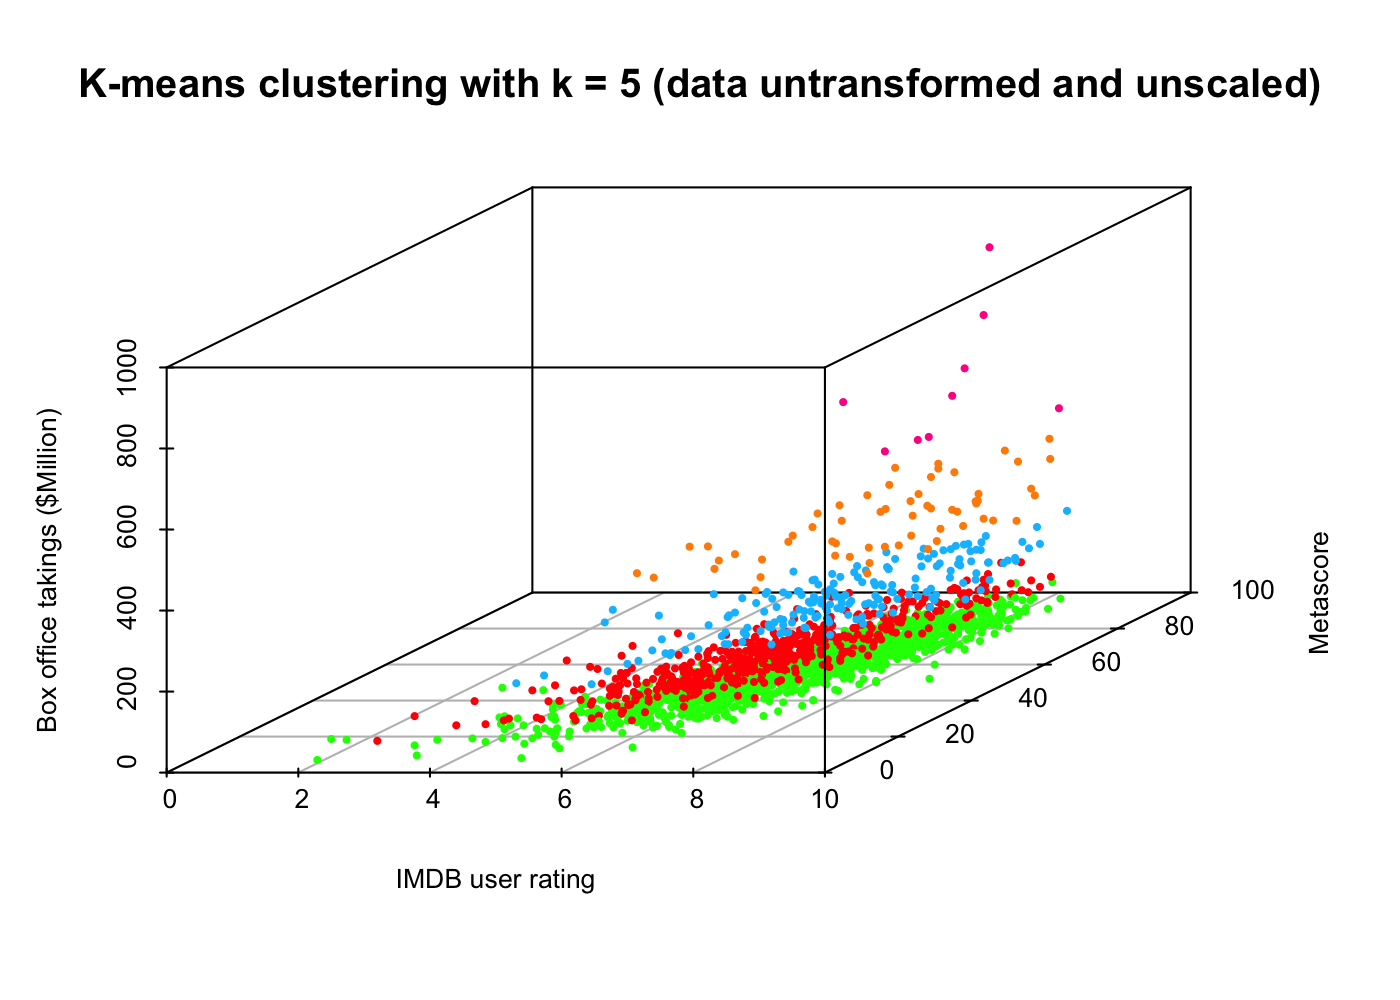 K-means clustering with k = 5 (data untransformed and unscaled)
1000
800
600
400
200
0
Box office takings ($Million)
0 2 4 6 8 10
IMDB user rating
0
20
40
60
80
100
Metascore